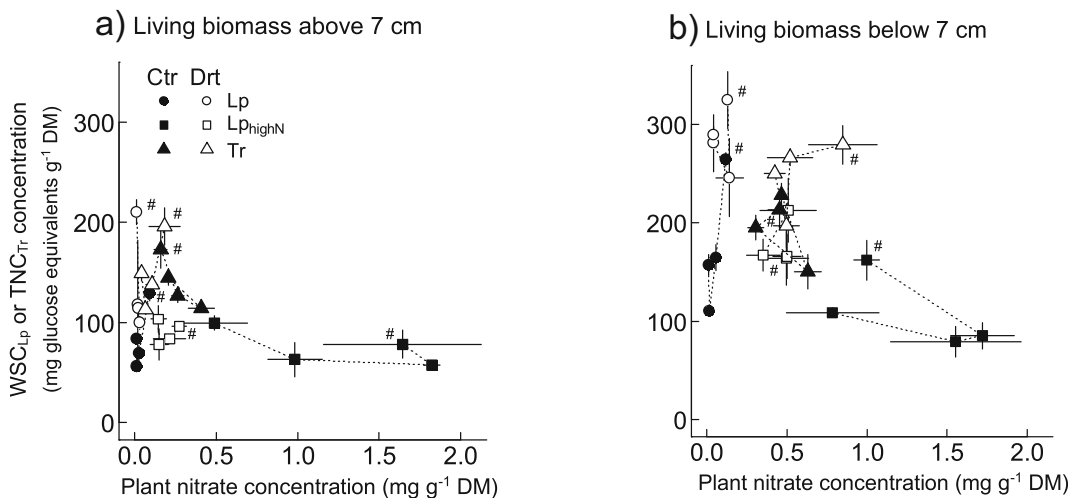 a) Living biomass above 7 cm
b) Living biomass below 7 cm
WSC_Lp or TNC_Tr concentration
(mg glucose equivalents g⁻¹ DM)
Ctr Drt
Lp
Lp_highN
Tr
300
200
100
0
# # # # # #
0.0 0.5 1.0 1.5 2.0
Plant nitrate concentration (mg g⁻¹ DM)
300
200
100
0
# # # # # #
0.0 0.5 1.0 1.5 2.0
Plant nitrate concentration (mg g⁻¹ DM)